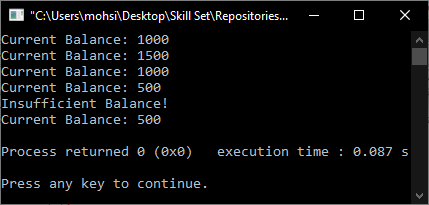 "C:\Users\mohsi\Desktop\Skill Set\Repositories...
Current Balance: 1000
Current Balance: 1500
Current Balance: 1000
Current Balance: 500
Insufficient Balance!
Current Balance: 500
Process returned 0 (0x0)   execution time : 0.087 s
Press any key to continue.